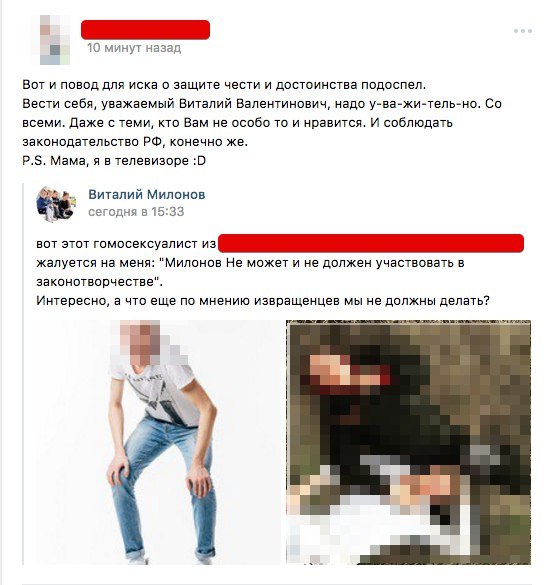 10 минут назад
Вот и повод для иска о защите чести и достоинства подоспел.
Вести себя, уважаемый Виталий Валентинович, надо у-ва-жи-тель-но. Со
всеми. Даже с теми, кто Вам не особо то и нравится. И соблюдать
законодательство РФ, конечно же.
P.S. Мама, я в телевизоре :D
Виталий Милонов
сегодня в 15:33
вот этот гомосексуалист из
жалуется на меня: "Милонов Не может и не должен участвовать в
законотворчестве".
Интересно, а что еще по мнению извращенцев мы не должны делать?